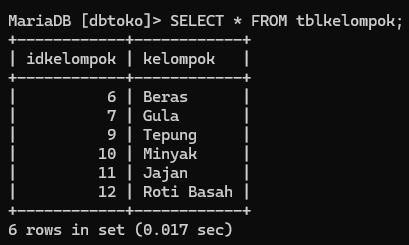 MariaDB [dbtoko]> SELECT * FROM tblkelompok;
+------------+------------+
| idkelompok | kelompok   |
+------------+------------+
|          6 | Beras      |
|          7 | Gula       |
|          9 | Tepung     |
|         10 | Minyak     |
|         11 | Jajan      |
|         12 | Roti Basah |
+------------+------------+
6 rows in set (0.017 sec)